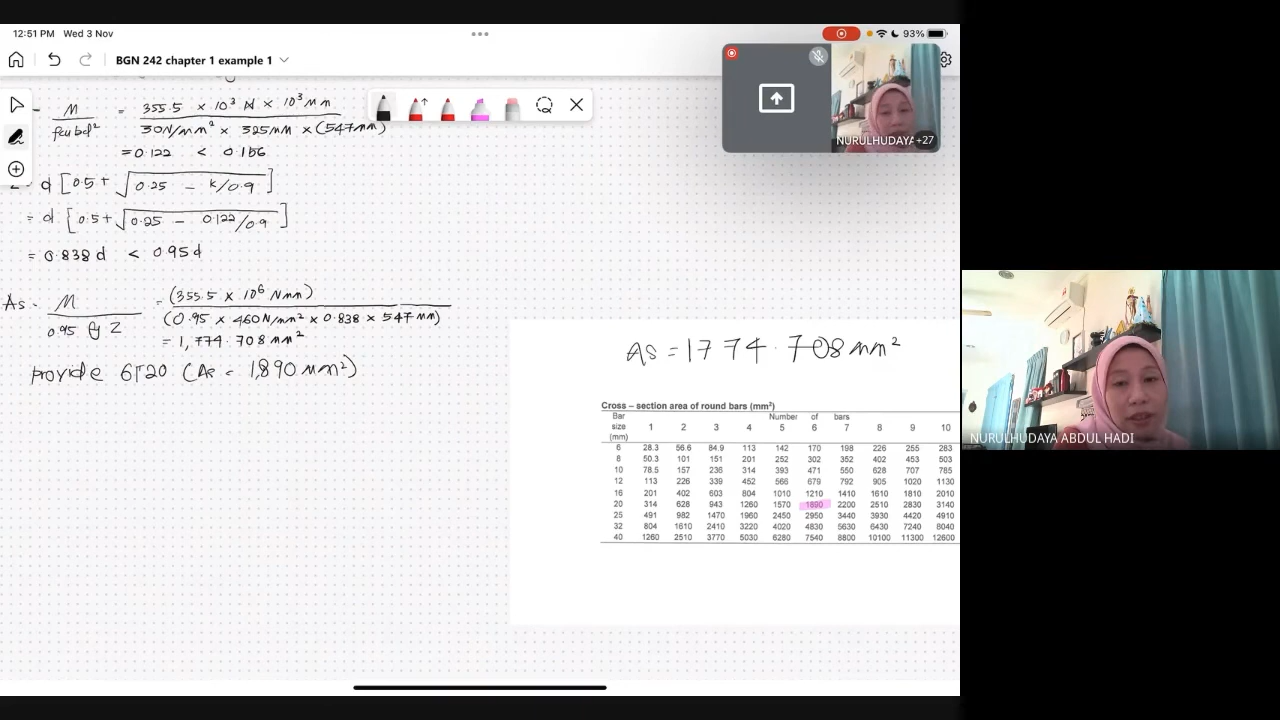 12:51 PM Wed 3 Nov
93%
BGN 242 chapter 1 example 1
NURULHUDAYA +27
M / fcu bd² = 355.5 × 10³ N × 10³ mm / 30N/mm² × 325mm × (547mm)
= 0.122 < 0.156
d [0.5 + √0.25 - k/0.9]
= d [0.5 + √0.25 - 0.122/0.9]
= 0.838 d < 0.95 d
As = M / 0.95 fy Z = (355.5 × 10⁶ Nmm) / (0.95 × 460N/mm² × 0.838 × 547 mm)
= 1,774.708 mm²
Provide 6T20 (As = 1,890 mm²)
As = 1774.708 mm²
Cross – section area of round bars (mm²)
Bar size (mm) Number of bars
1 2 3 4 5 6 7 8 9 10
6 28.3 56.6 84.9 113 142 170 198 226 255 283
8 50.3 101 151 201 252 302 352 402 453 503
10 78.5 157 236 314 393 471 550 628 707 785
12 113 226 339 452 566 679 792 905 1020 1130
16 201 402 603 804 1010 1210 1410 1610 1810 2010
20 314 628 943 1260 1570 1890 2200 2510 2830 3140
25 491 982 1470 1960 2450 2950 3440 3930 4420 4910
32 804 1610 2410 3220 4020 4830 5630 6430 7240 8040
40 1260 2510 3770 5030 6280 7540 8800 10100 11300 12600
NURULHUDAYA ABDUL HADI